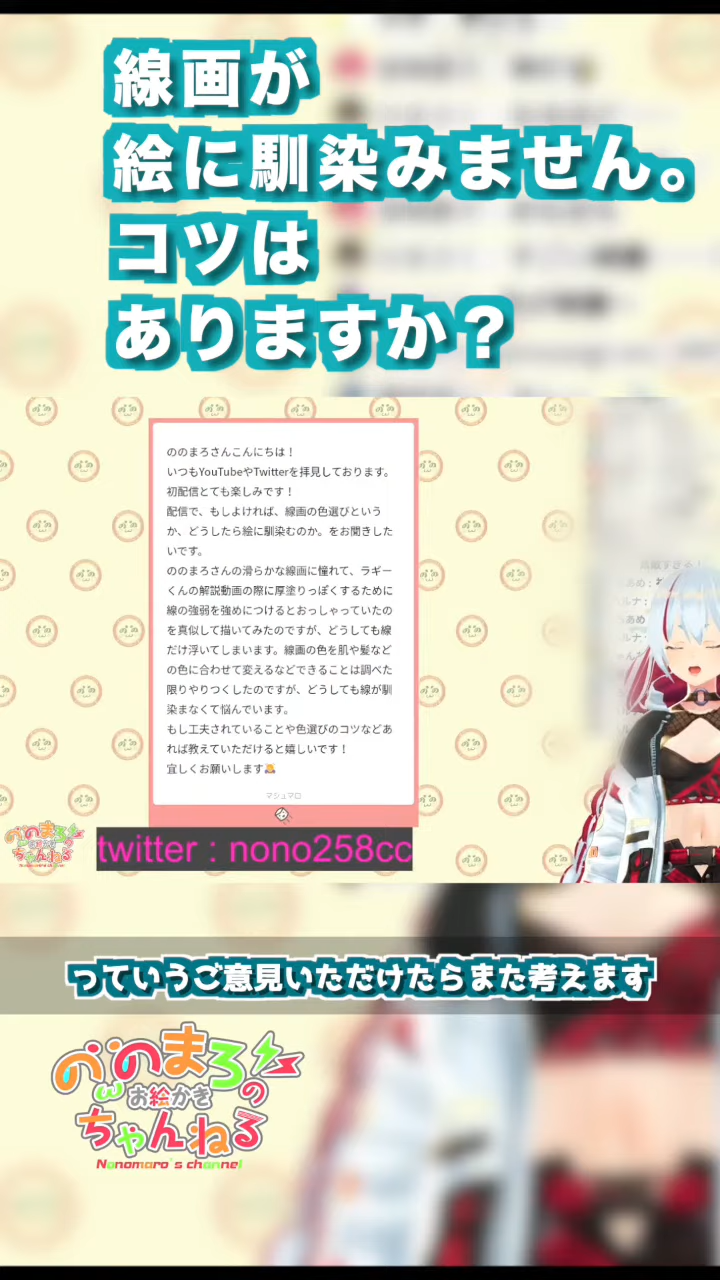 線画が
絵に馴染みません。
コツは
ありますか？
ののまろさんこんにちは！
いつもYouTubeやTwitterを拝見しております。
初配信とても楽しみです！
配信で、もしよければ、線画の色選びという
か、どうしたら絵に馴染むのか。をお聞きした
いです。
ののまろさんの滑らかな線画に憧れて、ラギー
くんの解説動画の際に厚塗りっぽくするために
線の強弱を強めにつけるとおっしゃっていたの
を真似して描いてみたのですが、どうしても線
だけ浮いてしまいます。線画の色を肌や髪など
の色に合わせて変えるなどできることは調べた
限りやりつくしたのですが、どうしても線が馴
染まなくて悩んでいます。
もし工夫されていることや色選びのコツなどあ
れば教えていただけると嬉しいです！
宜しくお願いします🙇
マシュマロ
twitter：nono258cc
っていうご意見いただけたらまた考えます
ののまろの
お絵かき
ちゃんねる
Nonomaro's channel